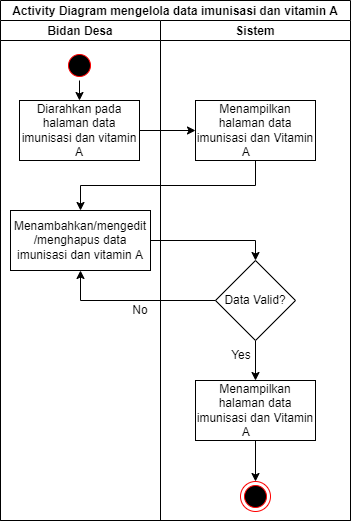 Activity Diagram mengelola data imunisasi dan vitamin A
Bidan Desa
Sistem
Diarahkan pada
halaman data
imunisasi dan vitamin
A
Menampilkan
halaman data
imunisasi dan Vitamin
A
Menambahkan/mengedit
/menghapus data
imunisasi dan vitamin A
Data Valid?
No
Yes
Menampilkan
halaman data
imunisasi dan Vitamin
A